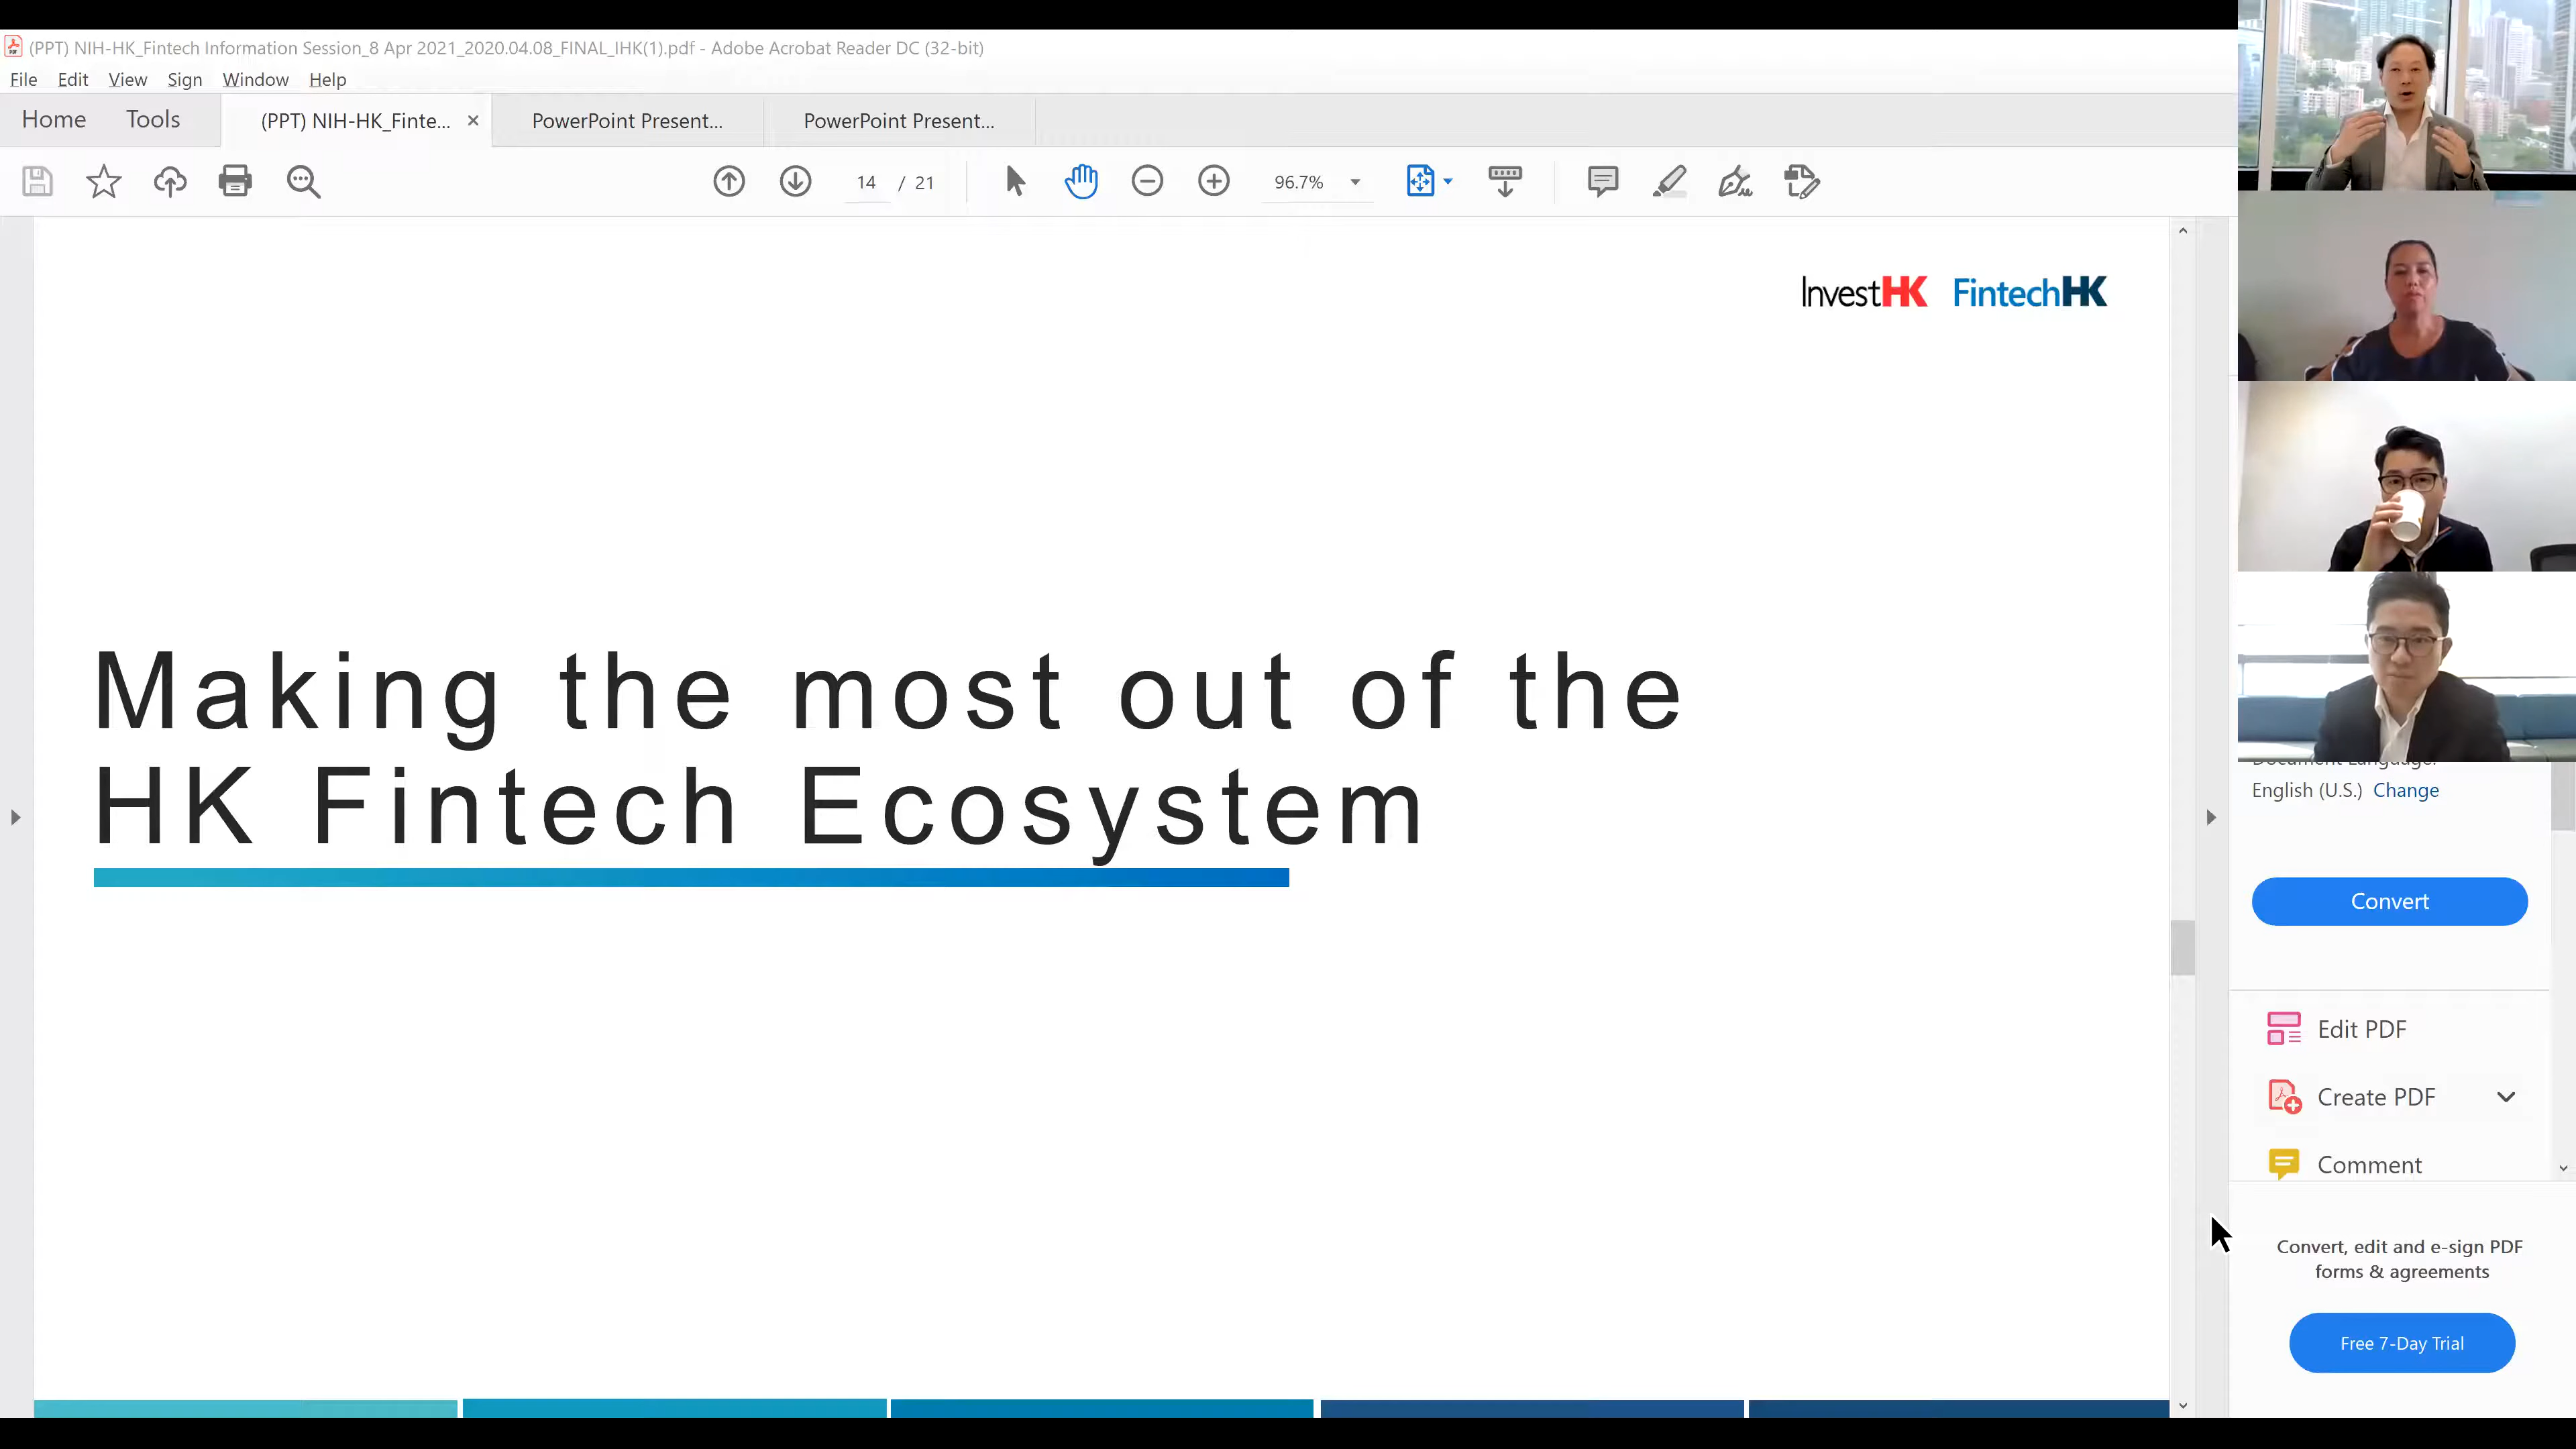 (PPT) NIH-HK_Fintech Information Session_8 Apr 2021_2020.04.08_FINAL_IHK(1).pdf - Adobe Acrobat Reader DC (32-bit)
File Edit View Sign Window Help
Home Tools (PPT) NIH-HK_Finte... × PowerPoint Present... PowerPoint Present...
14 / 21 96.7%
InvestHK FintechHK
Making the most out of the
HK Fintech Ecosystem
Document Language:
English (U.S.) Change
Convert
Edit PDF
Create PDF
Comment
Convert, edit and e-sign PDF
forms & agreements
Free 7-Day Trial